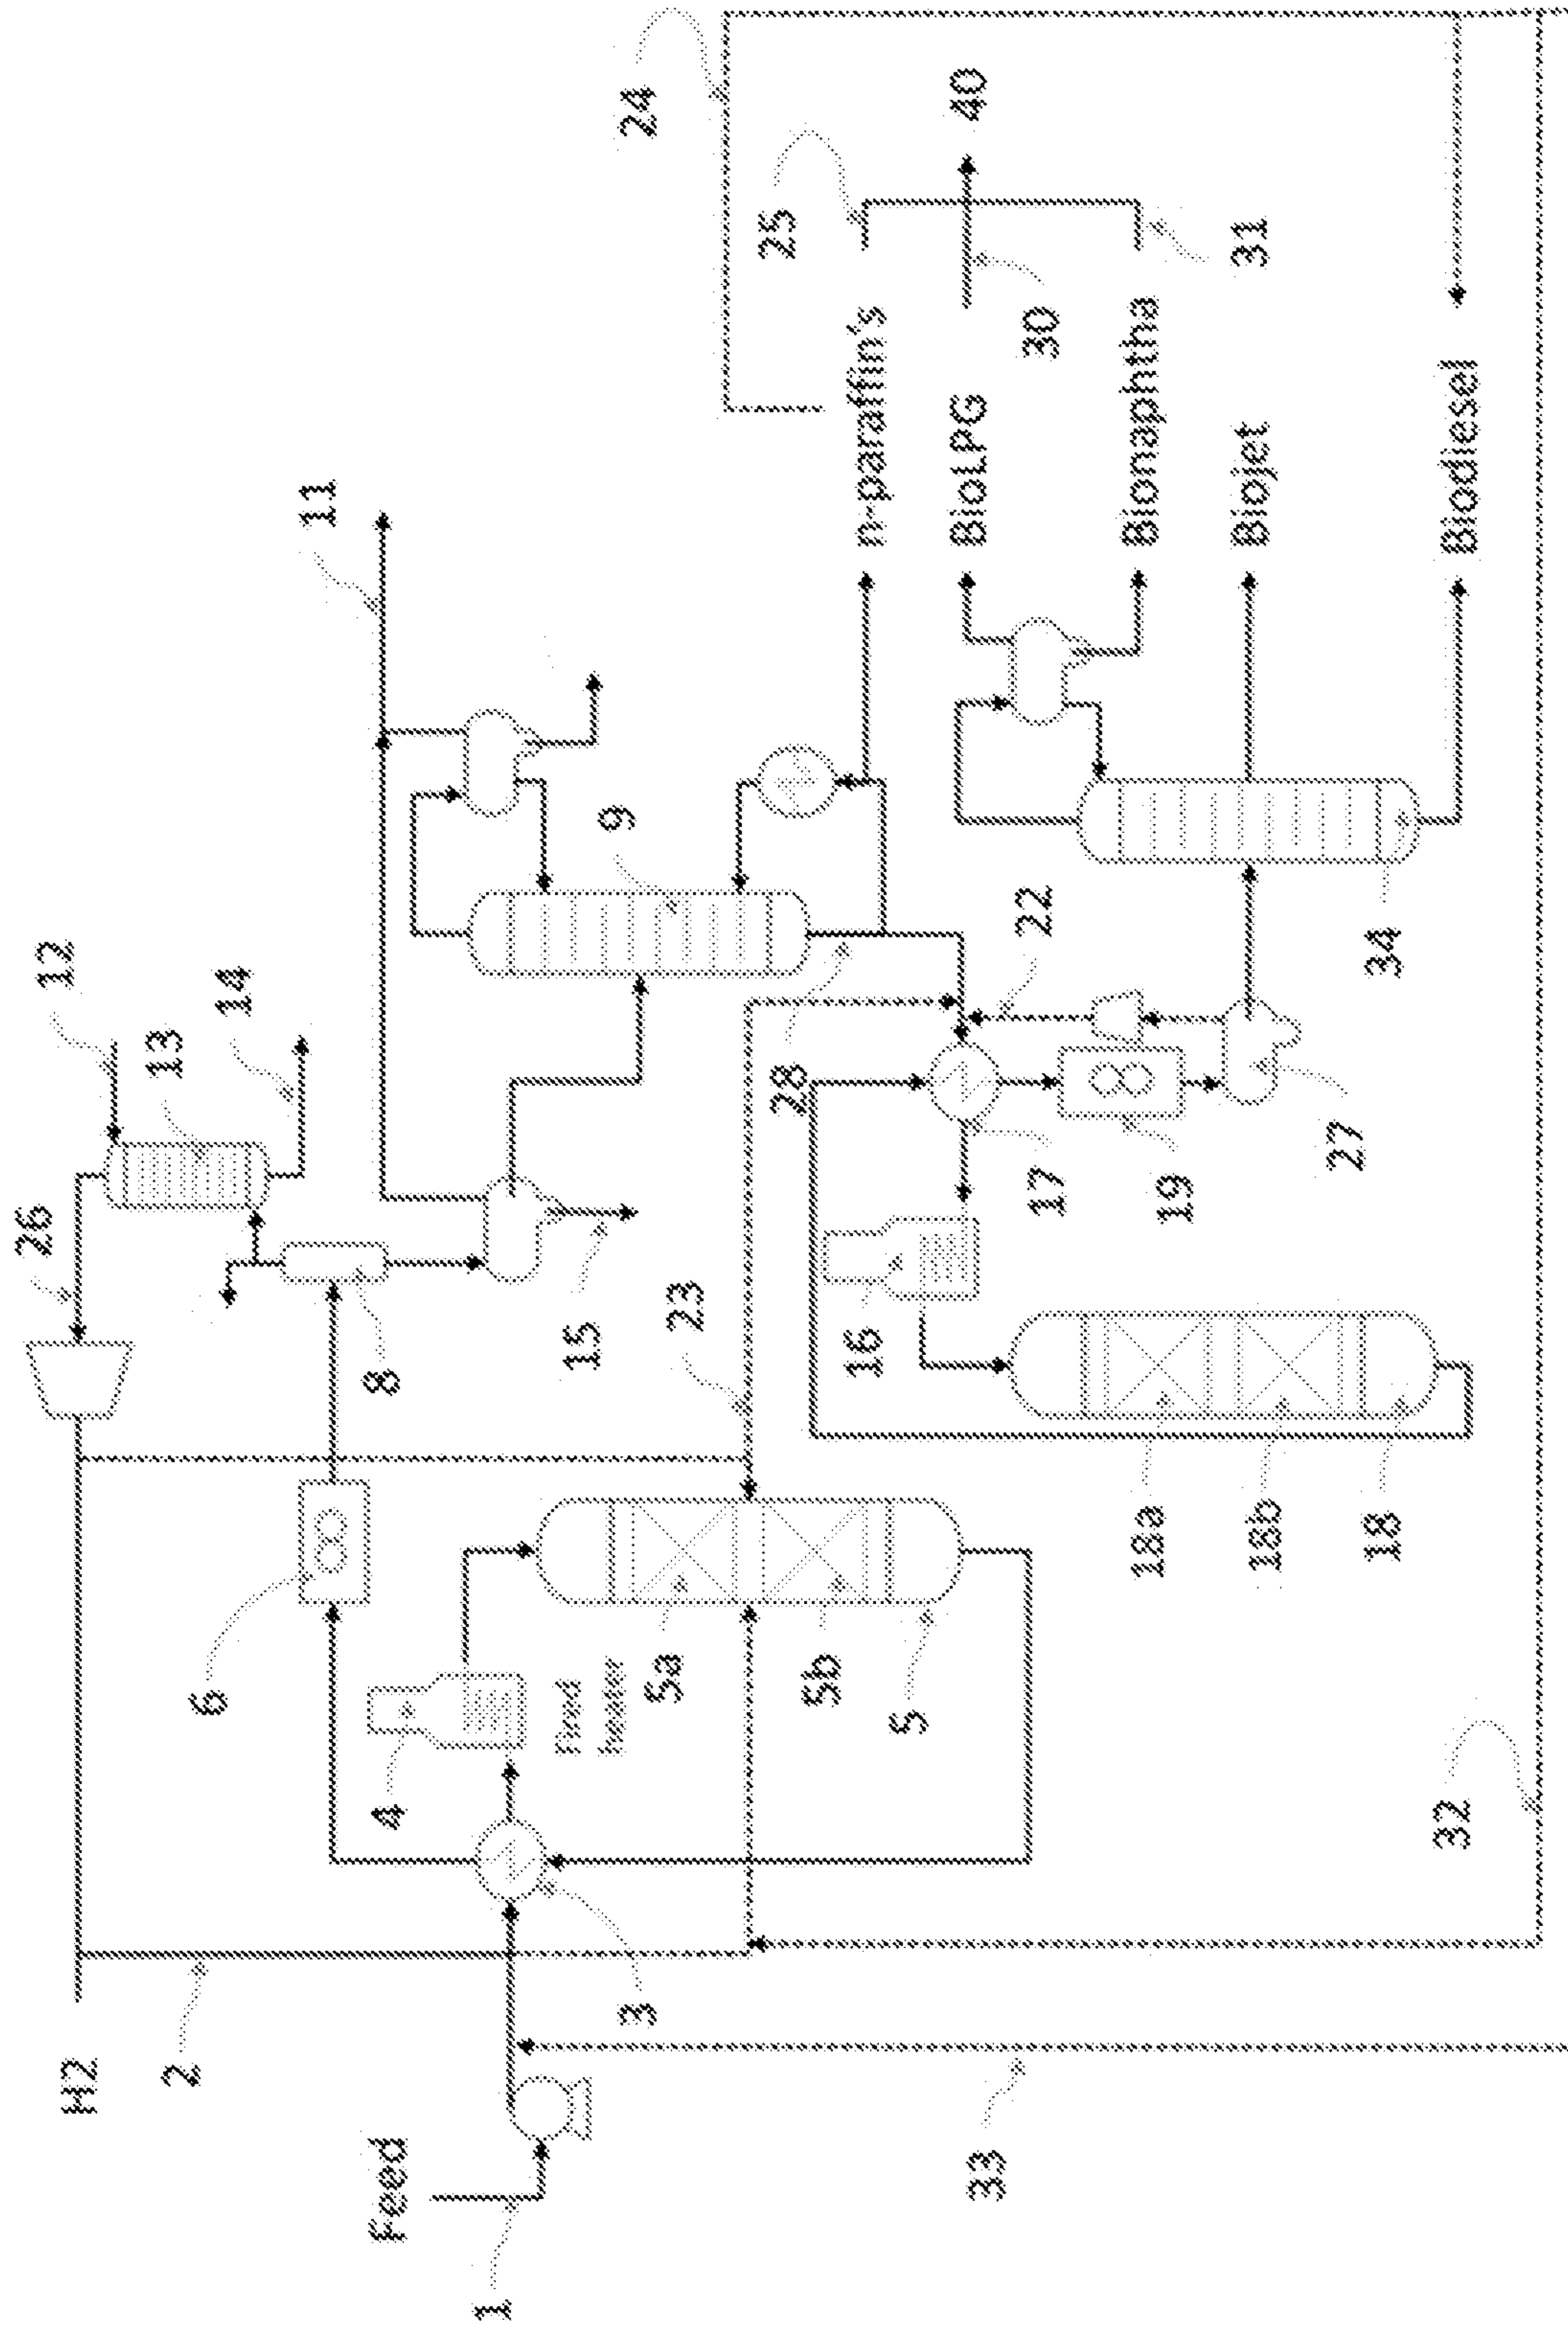 H2
2
Feed
1
33
3
32
4
Fired
heater
6
5a
5b
5
8
26
12
13
14
15
23
16
18a
18b
18
17
19
27
28
22
9
34
11
n-paraffin's
BioLPG
Bionaphtha
Biojet
Biodiesel
24
25
30
31
40